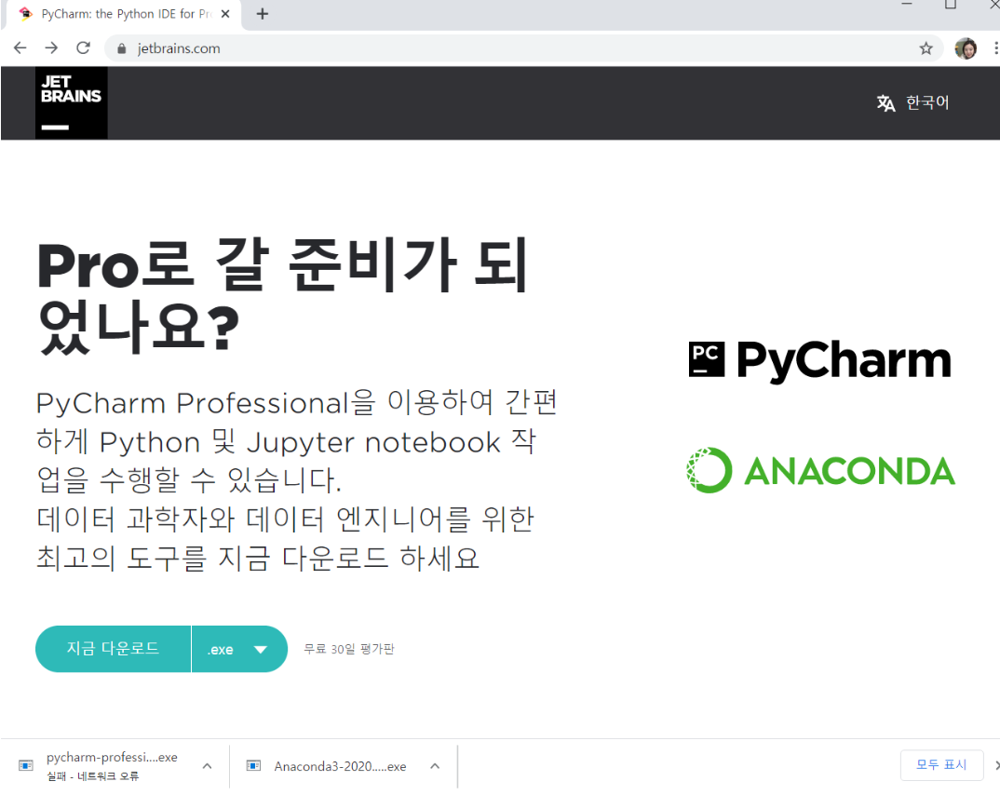 PyCharm: the Python IDE for Pr
jetbrains.com
JET
BRAINS
한국어
Pro로 갈 준비가 되
었나요?
PC
PyCharm
PyCharm Professional을 이용하여 간편
하게 Python 및 Jupyter notebook 작
업을 수행할 수 있습니다.
ANACONDA
데이터 과학자와 데이터 엔지니어를 위한
최고의 도구를 지금 다운로드 하세요
지금 다운로드
.exe
무료 30일 평가판
pycharm-professi....exe
실패 - 네트워크 오류
Anaconda3-2020.....exe
모두 표시